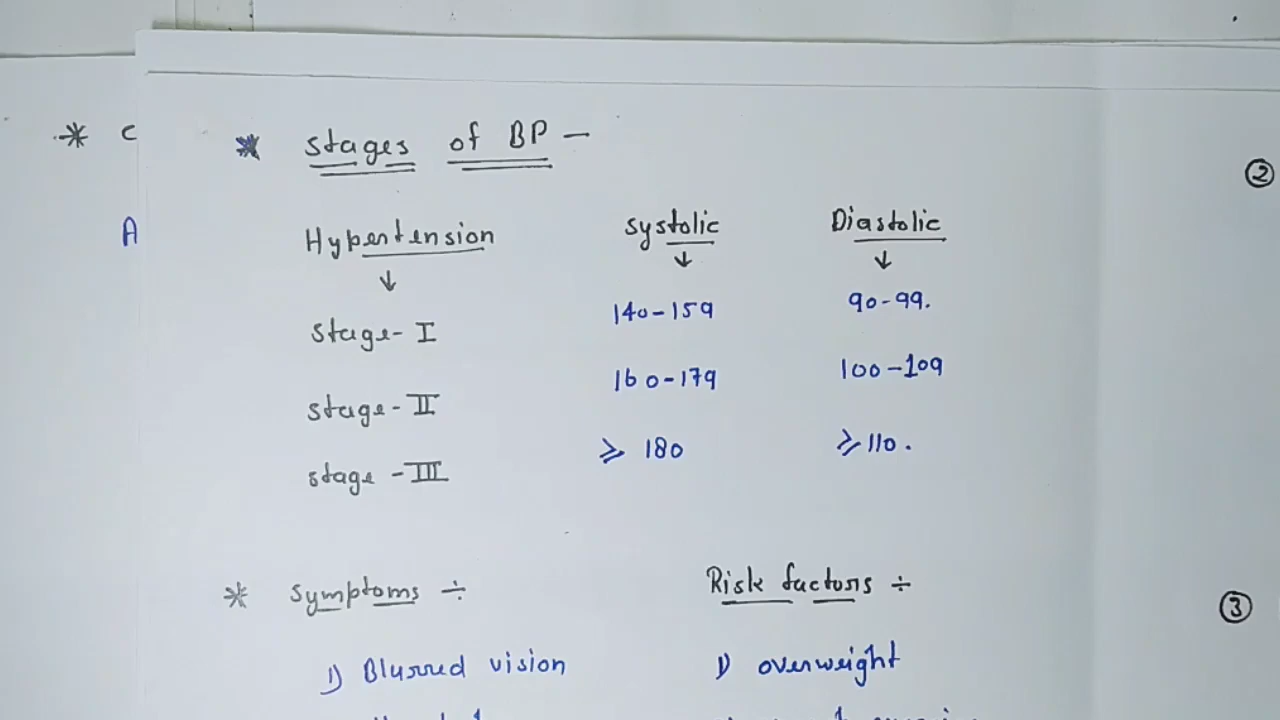 * C
* Stages of BP –
②
A
Hypertension Systolic Diastolic
↓ ↓ ↓
Stage- I 140-159 90-99.
Stage- II 160-179 100-109
Stage -III ≥ 180 ≥ 110.
* Symptoms ÷ Risk factors ÷
③
1) Blurred vision 1) overweight